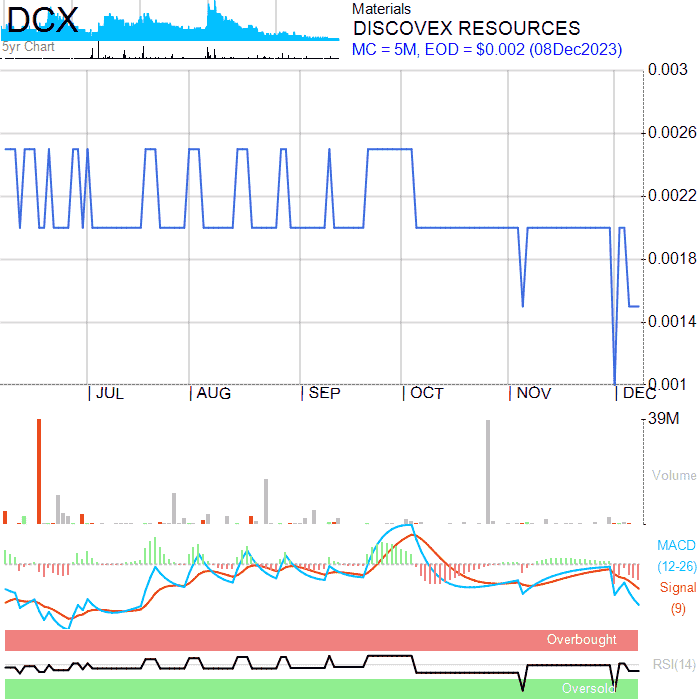 DCX
5yr Chart
Materials
DISCOVEX RESOURCES
MC = 5M, EOD = $0.002 (08Dec2023)
0.003
0.0026
0.0022
0.0018
0.0014
0.001
JUL AUG SEP OCT NOV DEC
39M
Volume
MACD
(12-26)
Signal
(9)
Overbought
RSI(14)
Oversold